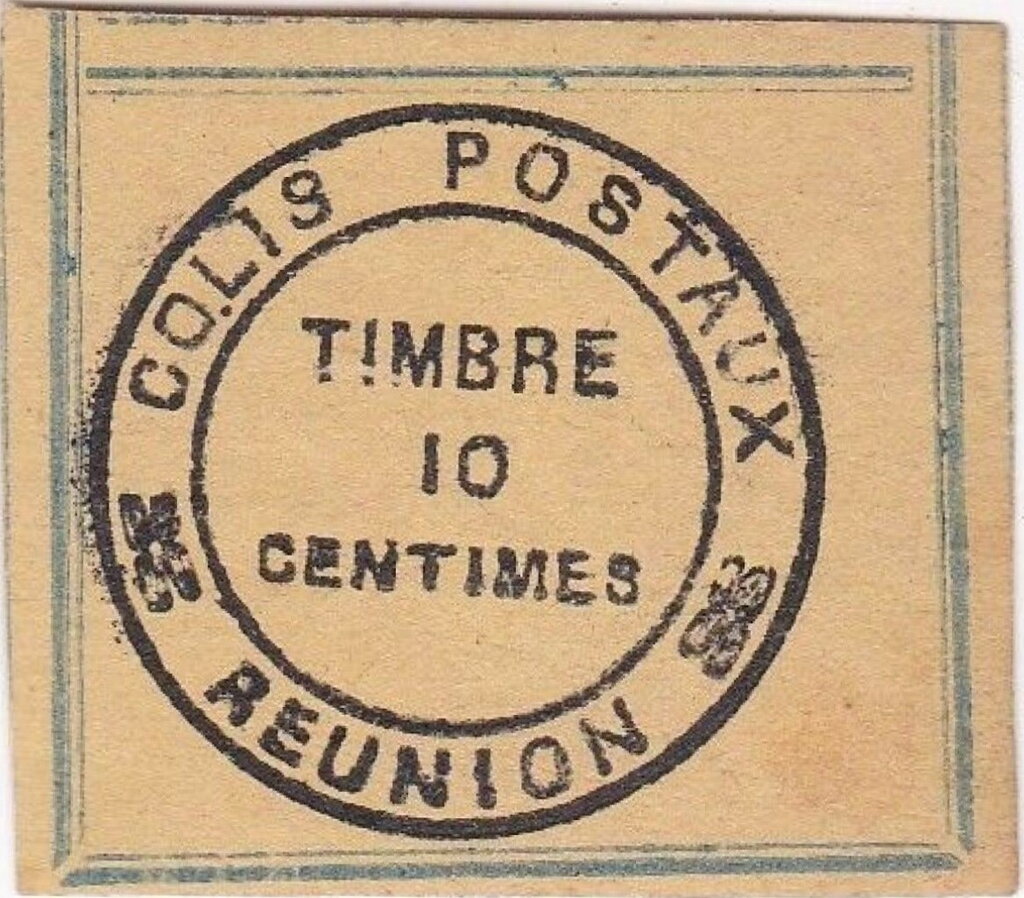 COLIS POSTAUX
TIMBRE
10
CENTIMES
REUNION